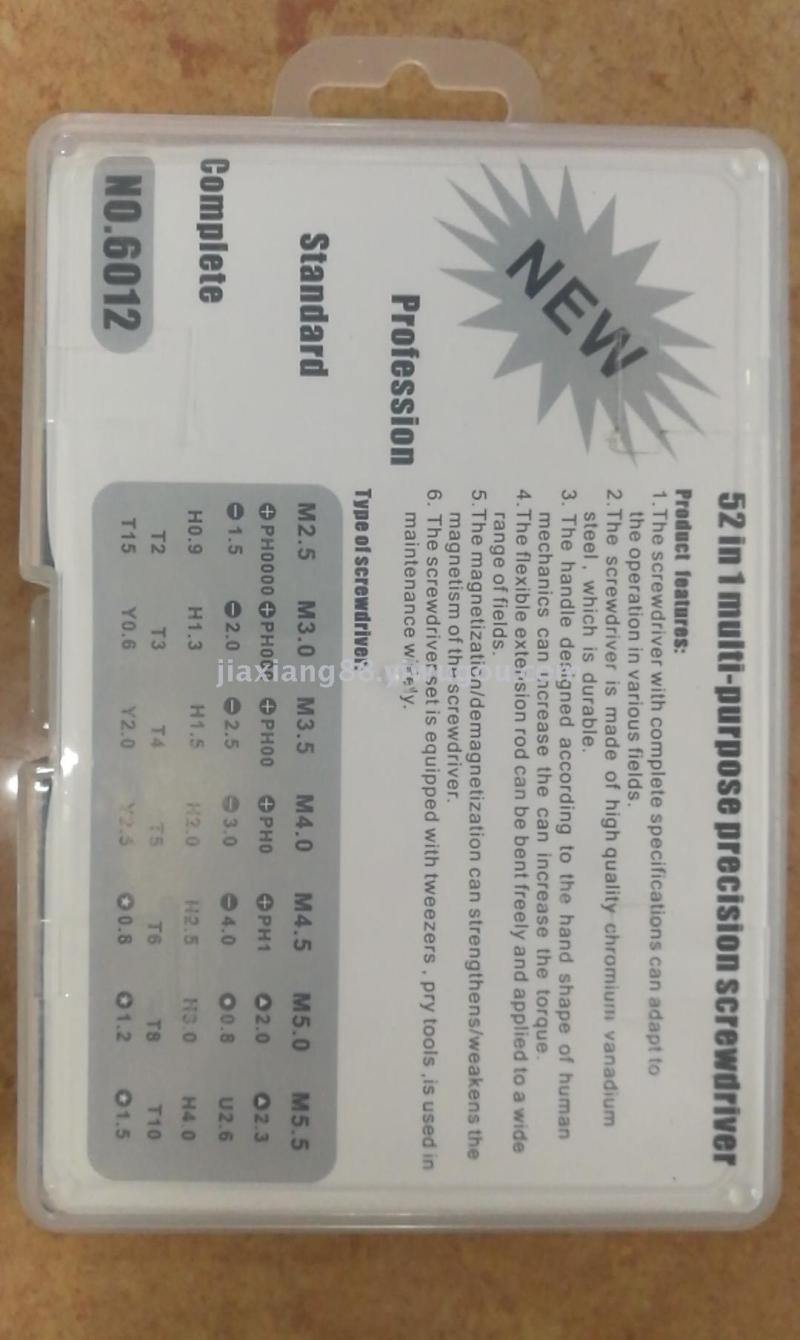 52 in 1 multi-purpose precision screwdriver
Product features:
1.The screwdriver with complete specifications can adapt to
the operation in various fields.
2.The screwdriver is made of high quality chromium vanadium
steel, which is durable.
3. The handle designed according to the hand shape of human
mechanics can increase the can increase the torque.
4.The flexible extension rod can be bent freely and applied to a wide
range of fields.
5.The magnetization/demagnetization can strengthens/weakens the
magnetism of the screwdriver.
6. The screwdriver set is equipped with tweezers, pry tools ,is used in
maintenance widely.
NEW
Profession
Standard
Complete
NO.6012
Type of screwdriver:
M2.5 M3.0 M3.5 M4.0 M4.5 M5.0 M5.5
PH0000 PH000 PH00 PH0 PH1 2.0 2.3
1.5 2.0 2.5 3.0 4.0 0.8 U2.6
H0.9 H1.3 H1.5 H2.0 H2.5 H3.0 H4.0
T2 T3 T4 T5 T6 T8 T10
T15 Y0.6 Y2.0 Y2.5 0.8 1.2 1.5